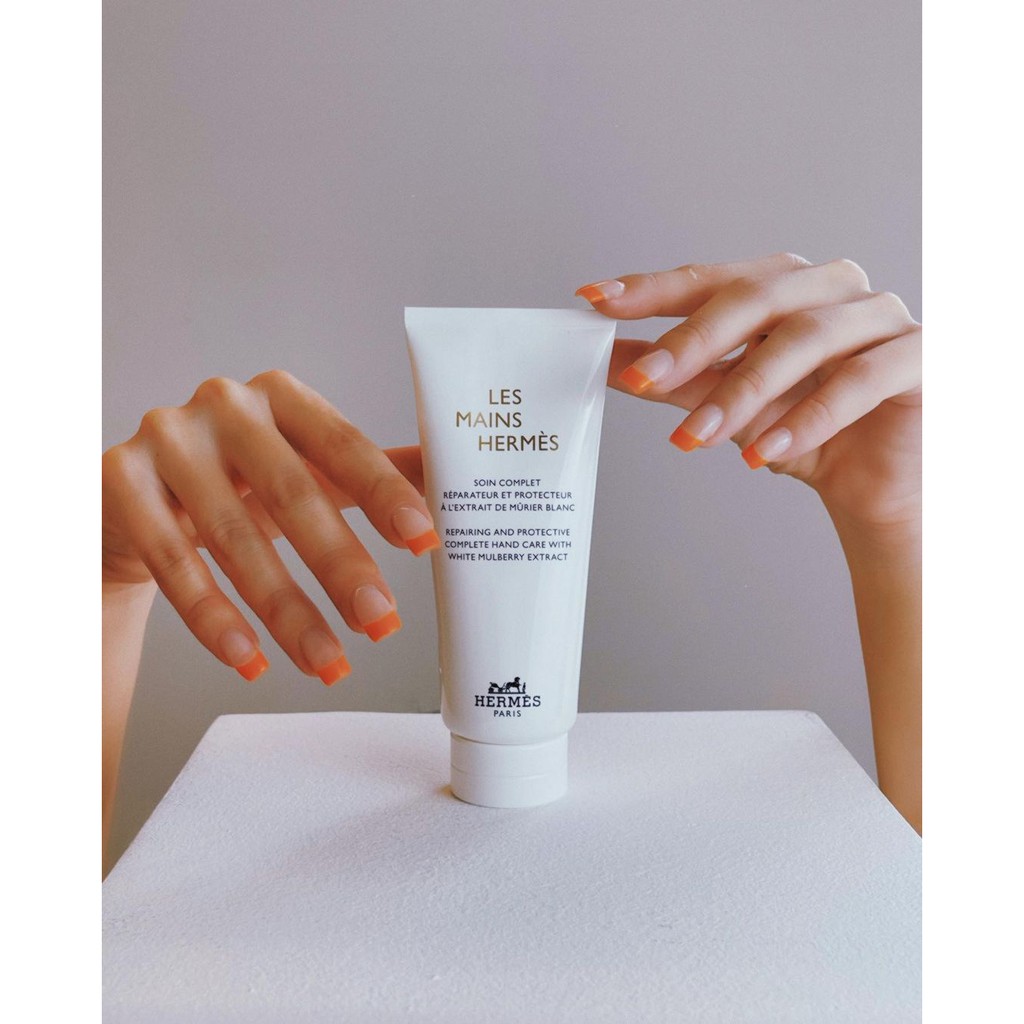 LES
MAINS
HERMÈS
SOIN COMPLET
RÉPARATEUR ET PROTECTEUR
À L'EXTRAIT DE MÛRIER BLANC
REPAIRING AND PROTECTIVE
COMPLETE HAND CARE WITH
WHITE MULBERRY EXTRACT
HERMÈS
PARIS